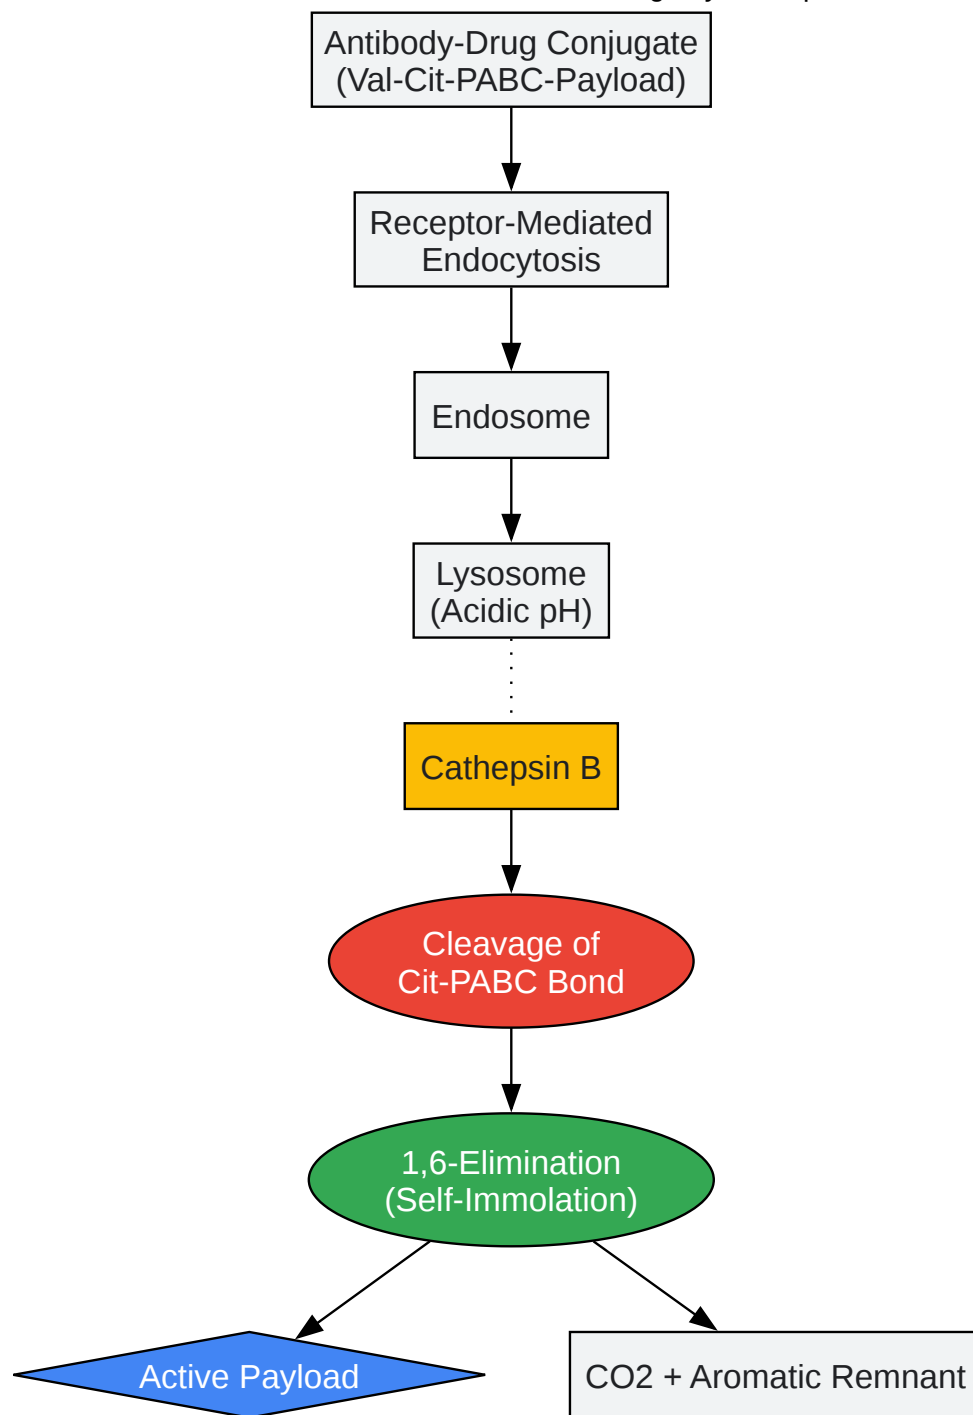 Antibody-Drug Conjugate
(Val-Cit-PABC-Payload)
Receptor-Mediated
Endocytosis
Endosome
Lysosome
(Acidic pH)
Cathepsin B
Cleavage of
Cit-PABC Bond
1,6-Elimination
(Self-Immolation)
Active Payload
CO2 + Aromatic Remnant